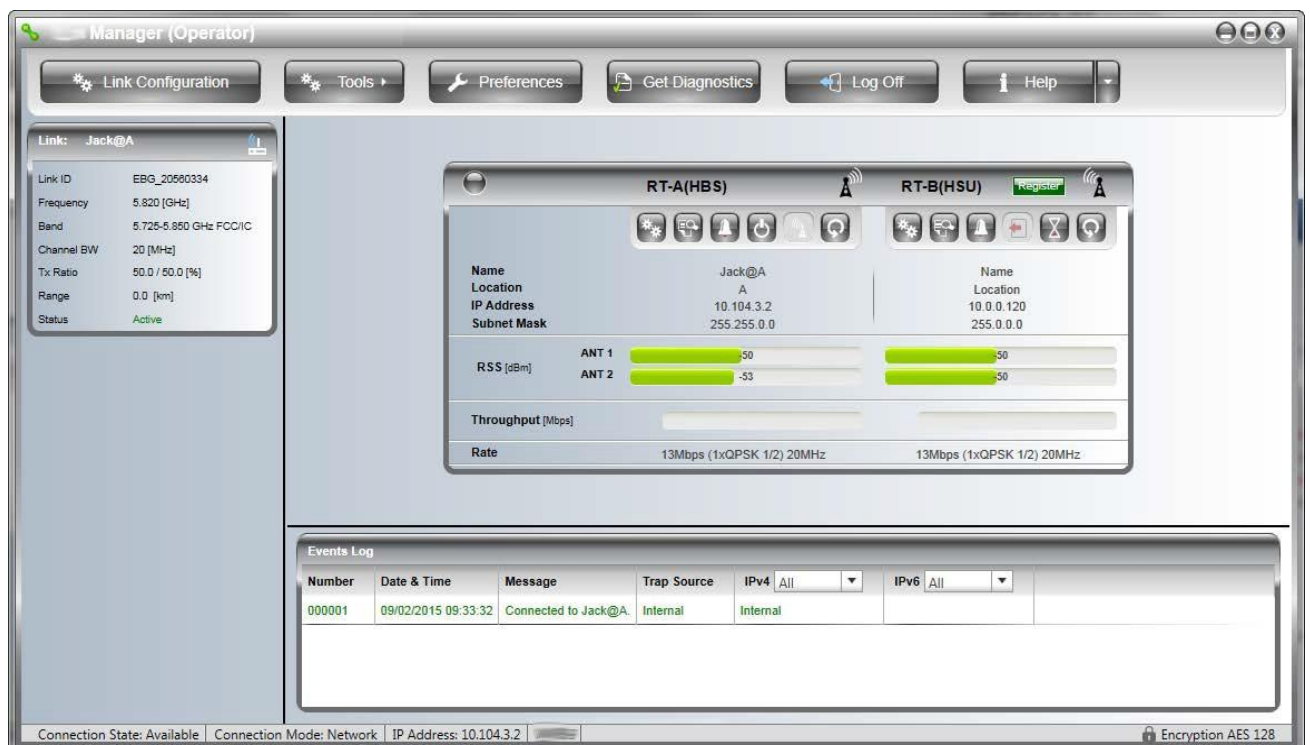 Manager (Operator)
Link Configuration Tools Preferences Get Diagnostics Log Off Help
Link: Jack@A
Link ID EBG_20560334
Frequency 5.820 [GHz]
Band 5.725-5.850 GHz FCC/IC
Channel BW 20 [MHz]
Tx Ratio 50.0 / 50.0 [%]
Range 0.0 [km]
Status Active
RT-A(HBS) RT-B(HSU) Register
Name Jack@A Name
Location A Location
IP Address 10.104.3.2 10.0.0.120
Subnet Mask 255.255.0.0 255.0.0.0
RSS [dBm]
ANT 1 -50 -50
ANT 2 -53 -50
Throughput [Mbps]
Rate 13Mbps (1xQPSK 1/2) 20MHz 13Mbps (1xQPSK 1/2) 20MHz
Events Log
Number Date & Time Message Trap Source IPv4 All IPv6 All
000001 09/02/2015 09:33:32 Connected to Jack@A. Internal Internal
Connection State: Available Connection Mode: Network IP Address: 10.104.3.2 Encryption AES 128